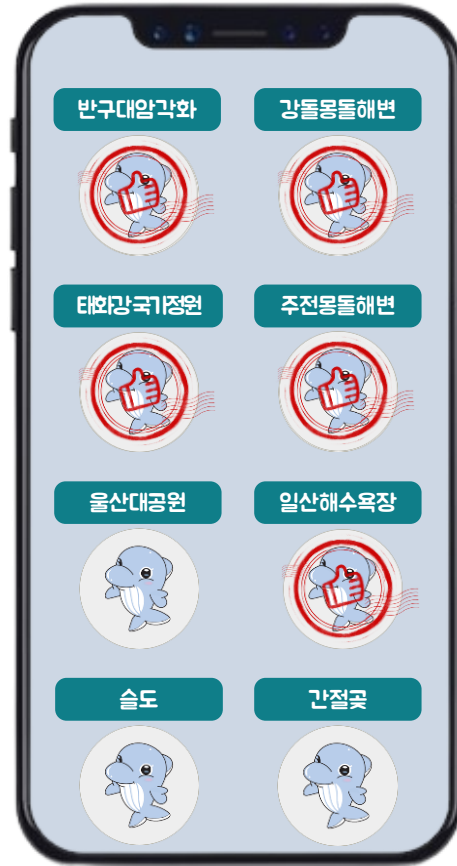 반구대암각화
강돌몽돌해변
태화강국가정원
주전몽돌해변
울산대공원
일산해수욕장
슬도
간절곶